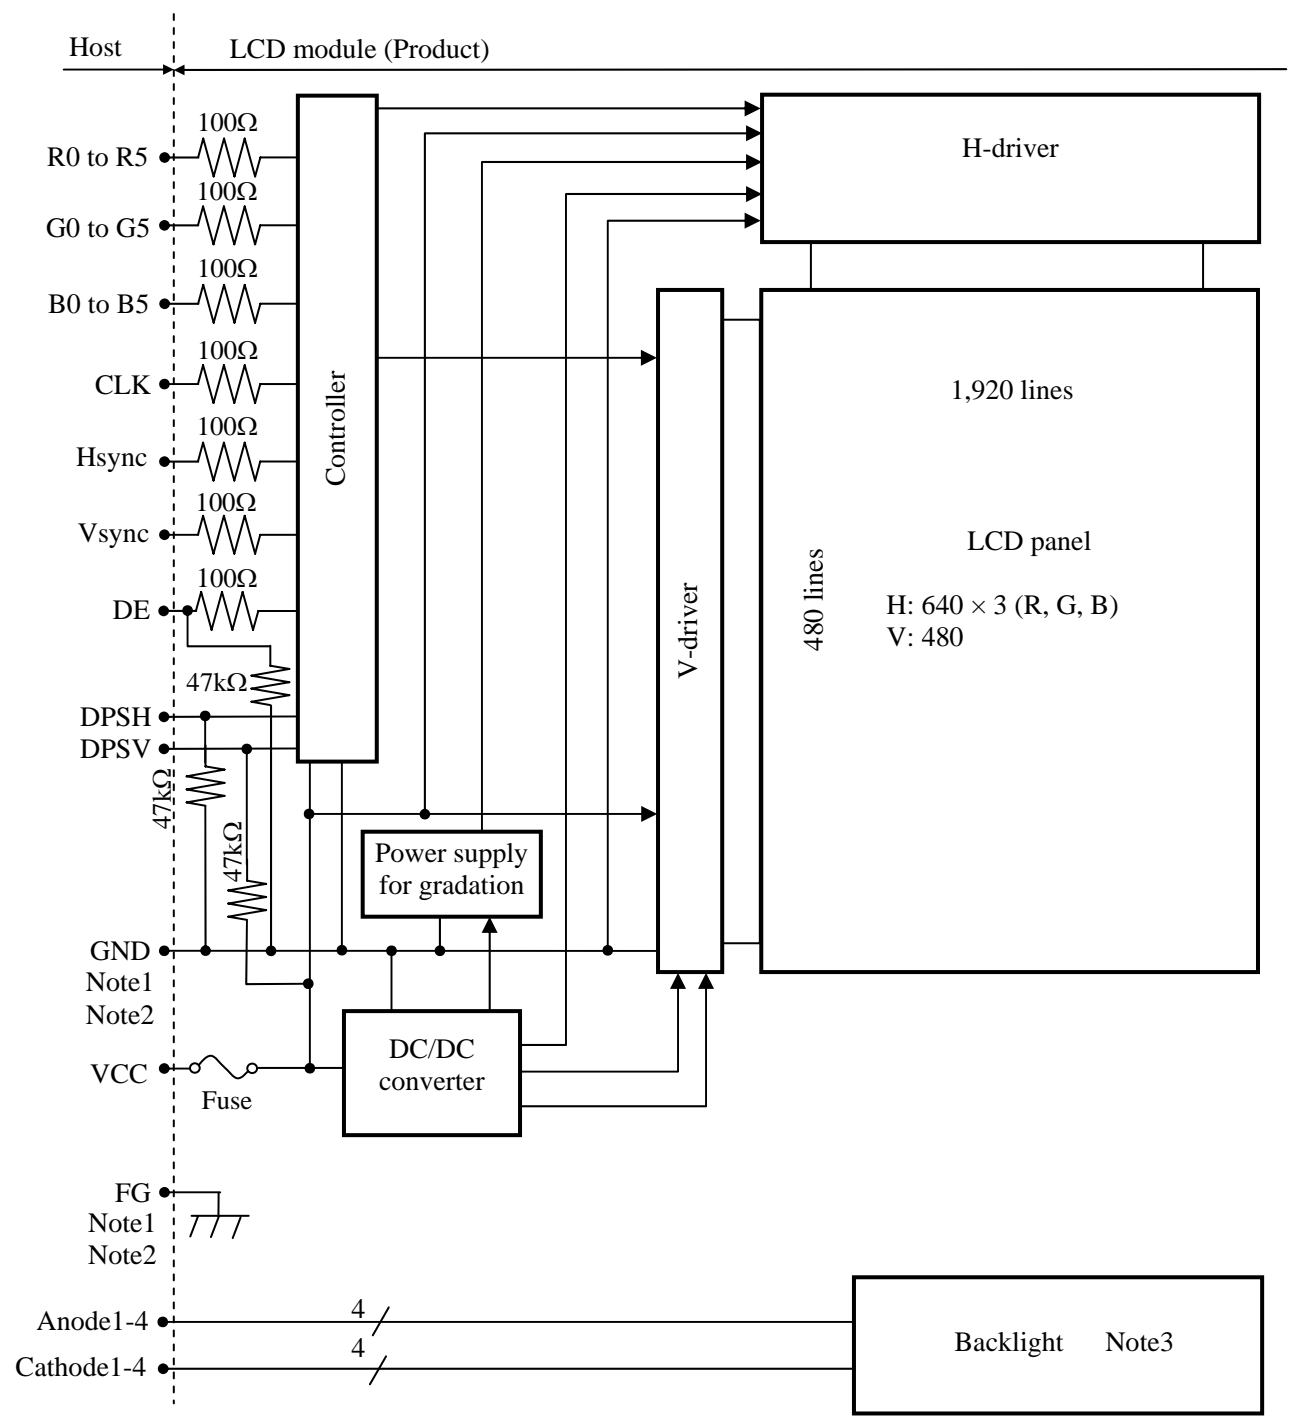 Host
LCD module (Product)
100Ω
R0 to R5
100Ω
G0 to G5
100Ω
B0 to B5
100Ω
CLK
100Ω
Hsync
100Ω
Vsync
100Ω
DE
47kΩ
DPSH
DPSV
47kΩ
47kΩ
GND
Note1
Note2
VCC
Fuse
FG
Note1
Note2
Anode1-4
4
Cathode1-4
4
Controller
H-driver
V-driver
1,920 lines
480 lines
LCD panel
H: 640 × 3 (R, G, B)
V: 480
Power supply
for gradation
DC/DC
converter
Backlight Note3